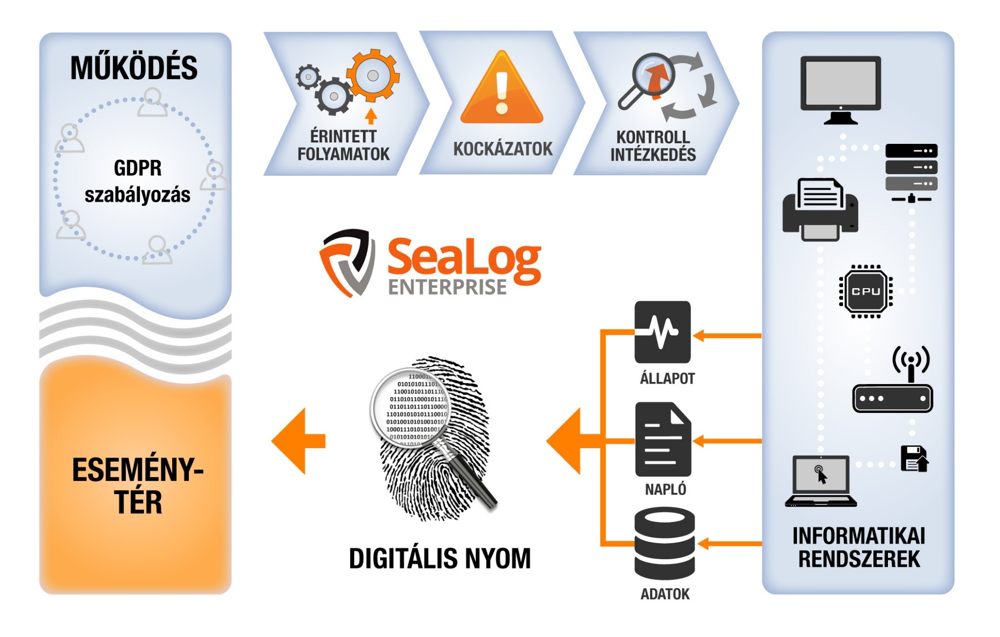 MŰKÖDÉS
GDPR
szabályozás
ÉRINTETT
FOLYAMATOK
KOCKÁZATOK
KONTROLL
INTÉZKEDÉS
SeaLog
ENTERPRISE
CPU
ÁLLAPOT
NAPLÓ
ADATOK
INFORMATIKAI
RENDSZEREK
DIGITÁLIS NYOM
ESEMÉNY-
TÉR